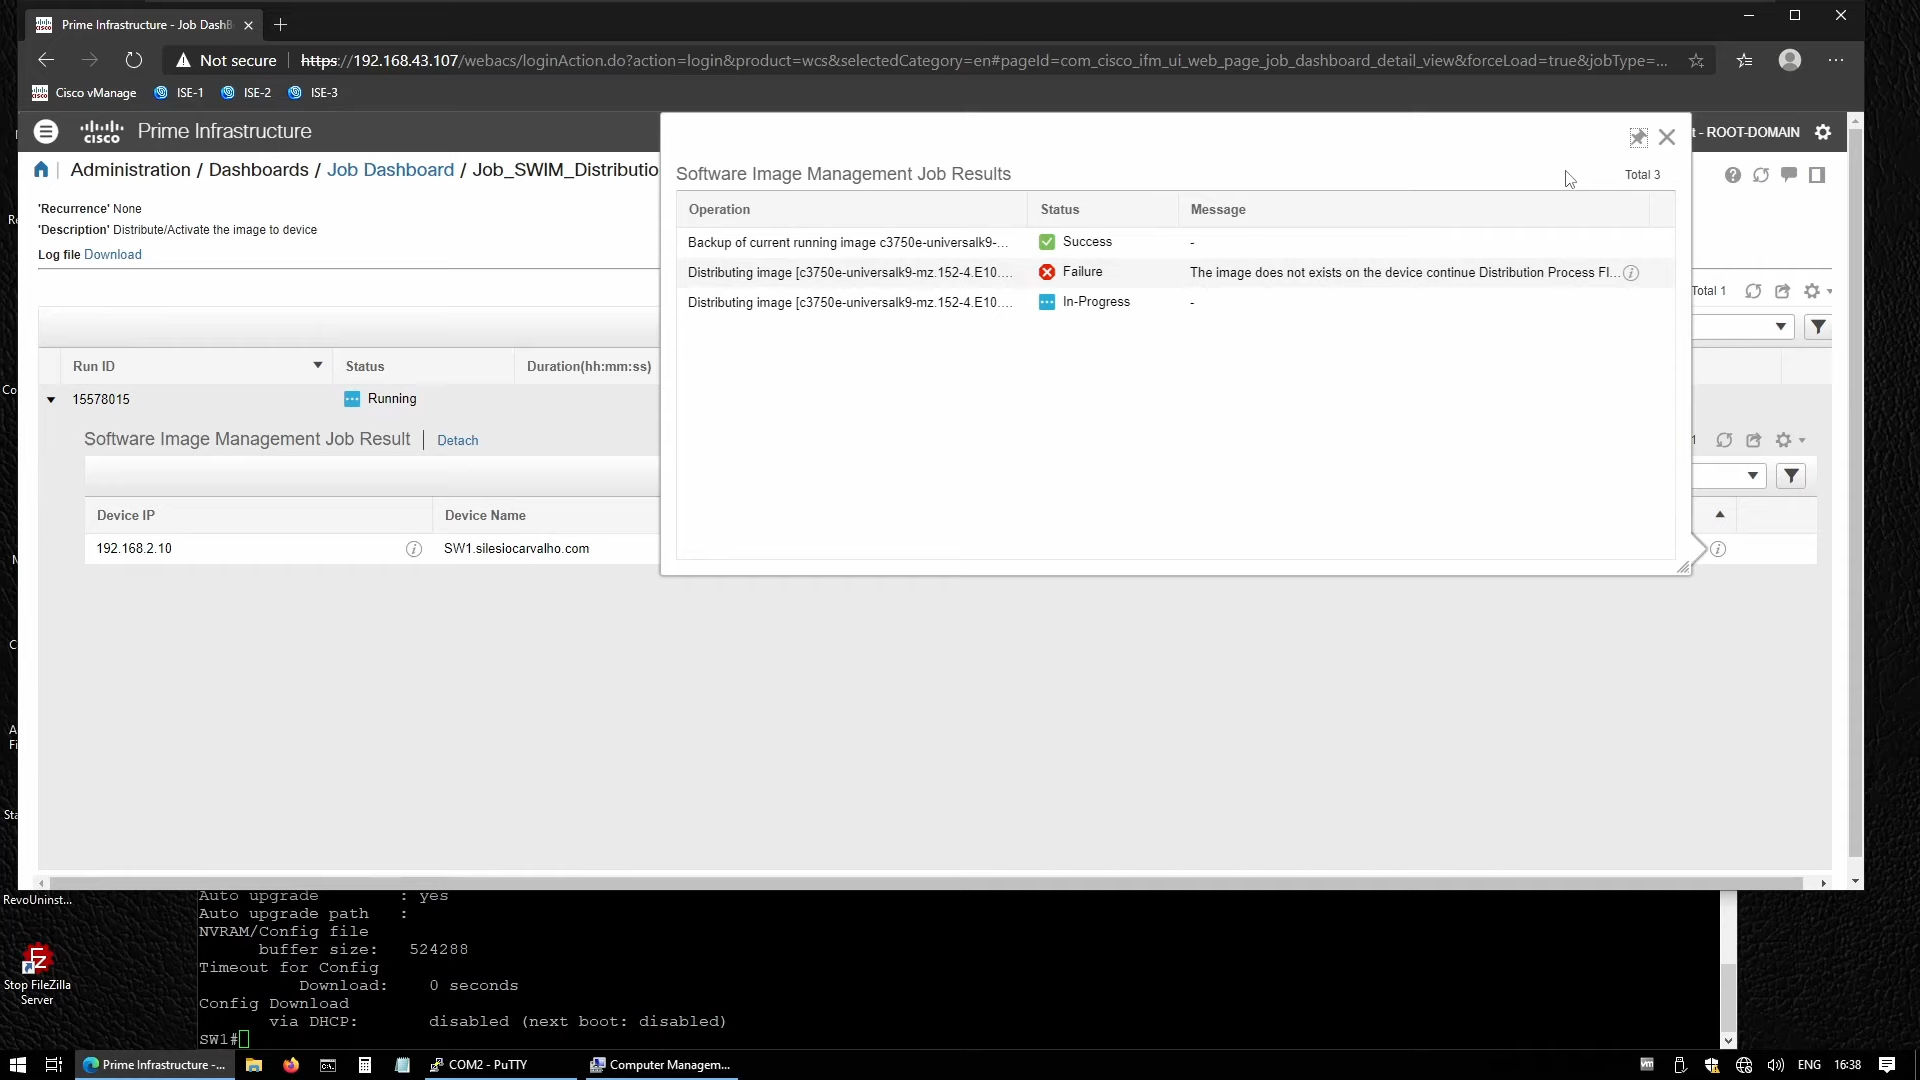 Prime Infrastructure - Job Dash
Not secure
https://192.168.43.107/webacs/loginAction.do?action=login&product=wcs&selectedCategory=en#pageId=com_cisco_ifm_ui_web_page_job_dashboard_detail_view&forceLoad=true&jobType=...
Cisco vManage
ISE-1
ISE-2
ISE-3
cisco
Prime Infrastructure
t - ROOT-DOMAIN
Administration / Dashboards / Job Dashboard / Job_SWIM_Distributio
'Recurrence' None
'Description' Distribute/Activate the image to device
Log file Download
Software Image Management Job Results
Total 3
Operation
Status
Message
Backup of current running image c3750e-universalk9-...
Success
-
Distributing image [c3750e-universalk9-mz.152-4.E10....
Failure
The image does not exists on the device continue Distribution Process Fl...
Distributing image [c3750e-universalk9-mz.152-4.E10....
In-Progress
-
Total 1
Run ID
Status
Duration(hh:mm:ss)
15578015
Running
Software Image Management Job Result
Detach
1
Device IP
Device Name
192.168.2.10
SW1.silesiocarvalho.com
Re
Co
C
A
Fi
Sta
RevoUninst...
Stop FileZilla
Server
Auto upgrade : yes
Auto upgrade path :
NVRAM/Config file
buffer size: 524288
Timeout for Config
Download: 0 seconds
Config Download
via DHCP: disabled (next boot: disabled)
SW1#
Prime Infrastructure -...
COM2 - PuTTY
Computer Managem...
vm
ENG
16:38